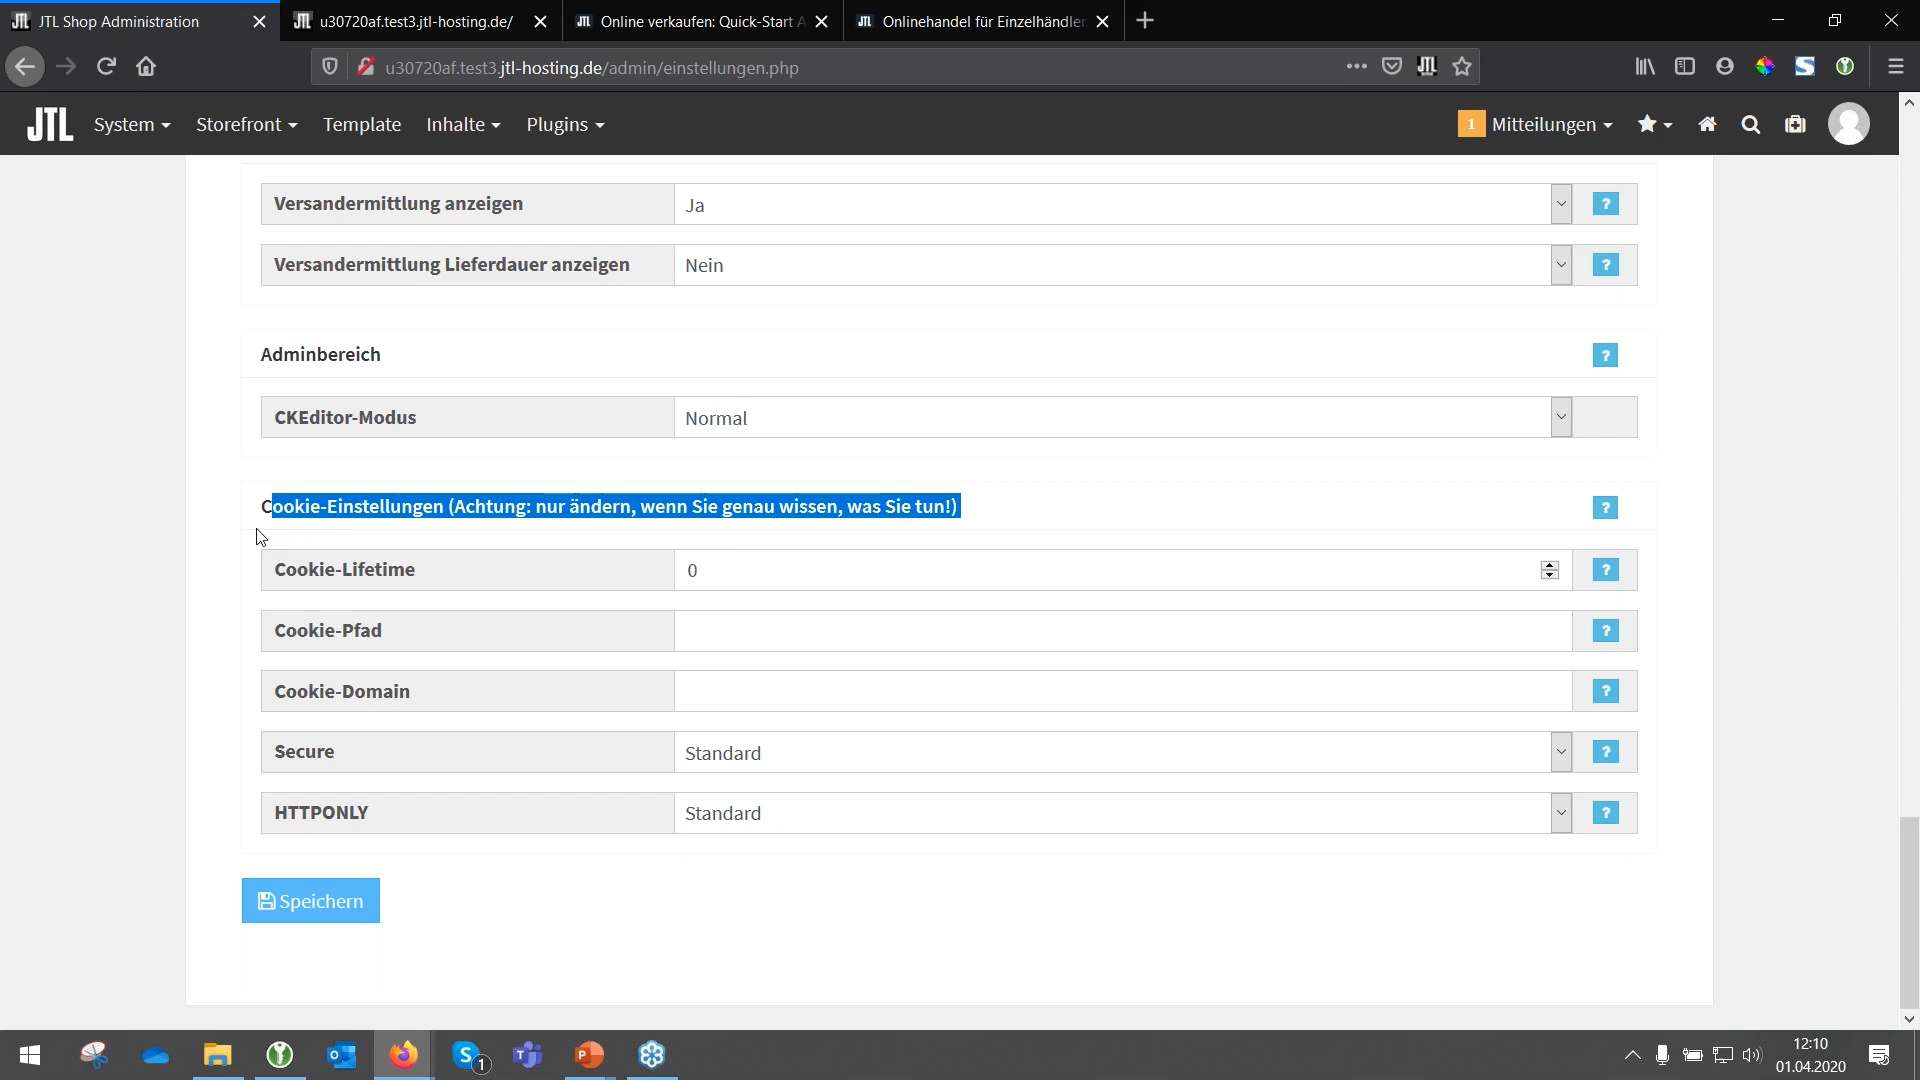 JTL Shop Administration
u30720af.test3.jtl-hosting.de/
Online verkaufen: Quick-Start A
Onlinehandel für Einzelhändler:
u30720af.test3.jtl-hosting.de/admin/einstellungen.php
JTL
System
Storefront
Template
Inhalte
Plugins
1
Mitteilungen
Versandermittlung anzeigen
Ja
?
Versandermittlung Lieferdauer anzeigen
Nein
?
Adminbereich
?
CKEditor-Modus
Normal
Cookie-Einstellungen (Achtung: nur ändern, wenn Sie genau wissen, was Sie tun!)
?
Cookie-Lifetime
0
?
Cookie-Pfad
?
Cookie-Domain
?
Secure
Standard
?
HTTPONLY
Standard
?
Speichern
1
12:10
01.04.2020